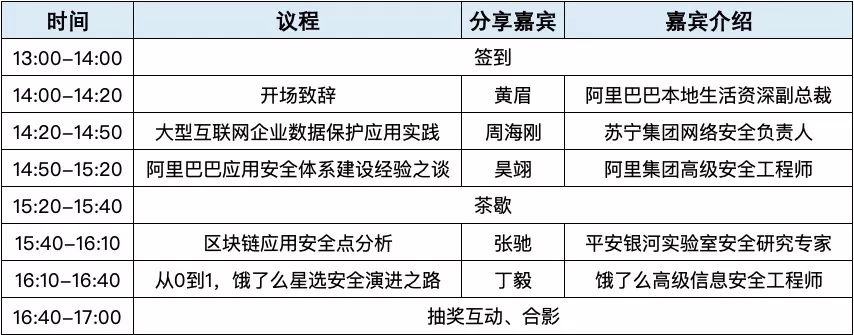 时间 议程 分享嘉宾 嘉宾介绍
13:00-14:00 签到
14:00-14:20 开场致辞 黄眉 阿里巴巴本地生活资深副总裁
14:20-14:50 大型互联网企业数据保护应用实践 周海刚 苏宁集团网络安全负责人
14:50-15:20 阿里巴巴应用安全体系建设经验之谈 昊翊 阿里集团高级安全工程师
15:20-15:40 茶歇
15:40-16:10 区块链应用安全点分析 张驰 平安银河实验室安全研究专家
16:10-16:40 从0到1，饿了么星选安全演进之路 丁毅 饿了么高级信息安全工程师
16:40-17:00 抽奖互动、合影